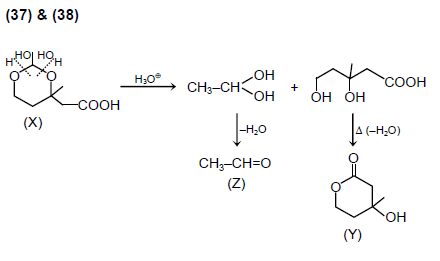 (37) & (38)
HO HO
H H
O O
COOH
(X)
H₃O⊕
CH₃–CH
OH
OH
+
OH OH
COOH
–H₂O
Δ (–H₂O)
CH₃–CH=O
(Z)
O
O
OH
(Y)